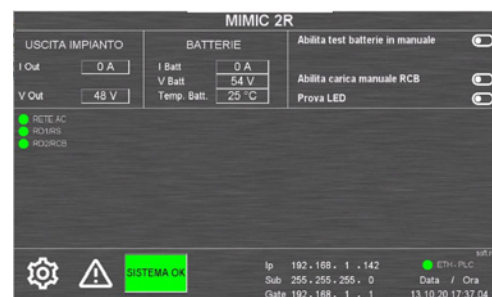 MIMIC 2R
USCITA IMPIANTO
I Out 0 A
V Out 48 V
BATTERIE
I Batt 0 A
V Batt 54 V
Temp. Batt. 25 °C
Abilita test batterie in manuale
Abilita carica manuale RCB
Prova LED
RETE AC
RD1/RS
RD2/RCB
SISTEMA OK
Ip 192.168. 1 .142
Sub 255.255.255. 0
Gate 192.168. 1 . 1
ETH-PLC
Data / Ora
13.10.20 17:37.04